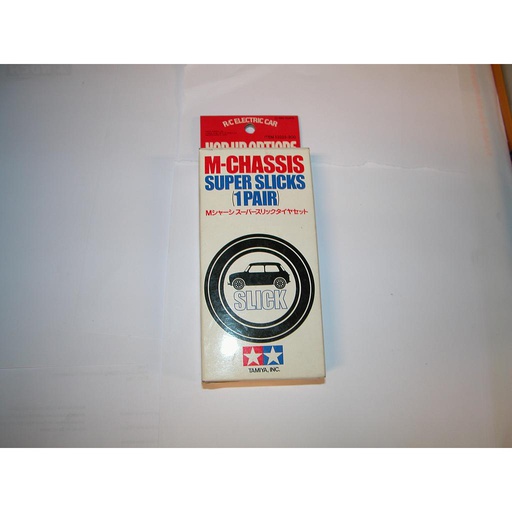 R/C ELECTRIC CAR
HOP-UP OPTIONS
M-CHASSIS
SUPER SLICKS
(1 PAIR)
Mシャーシ スーパースリックタイヤセット
SLICK
TAMIYA, INC.